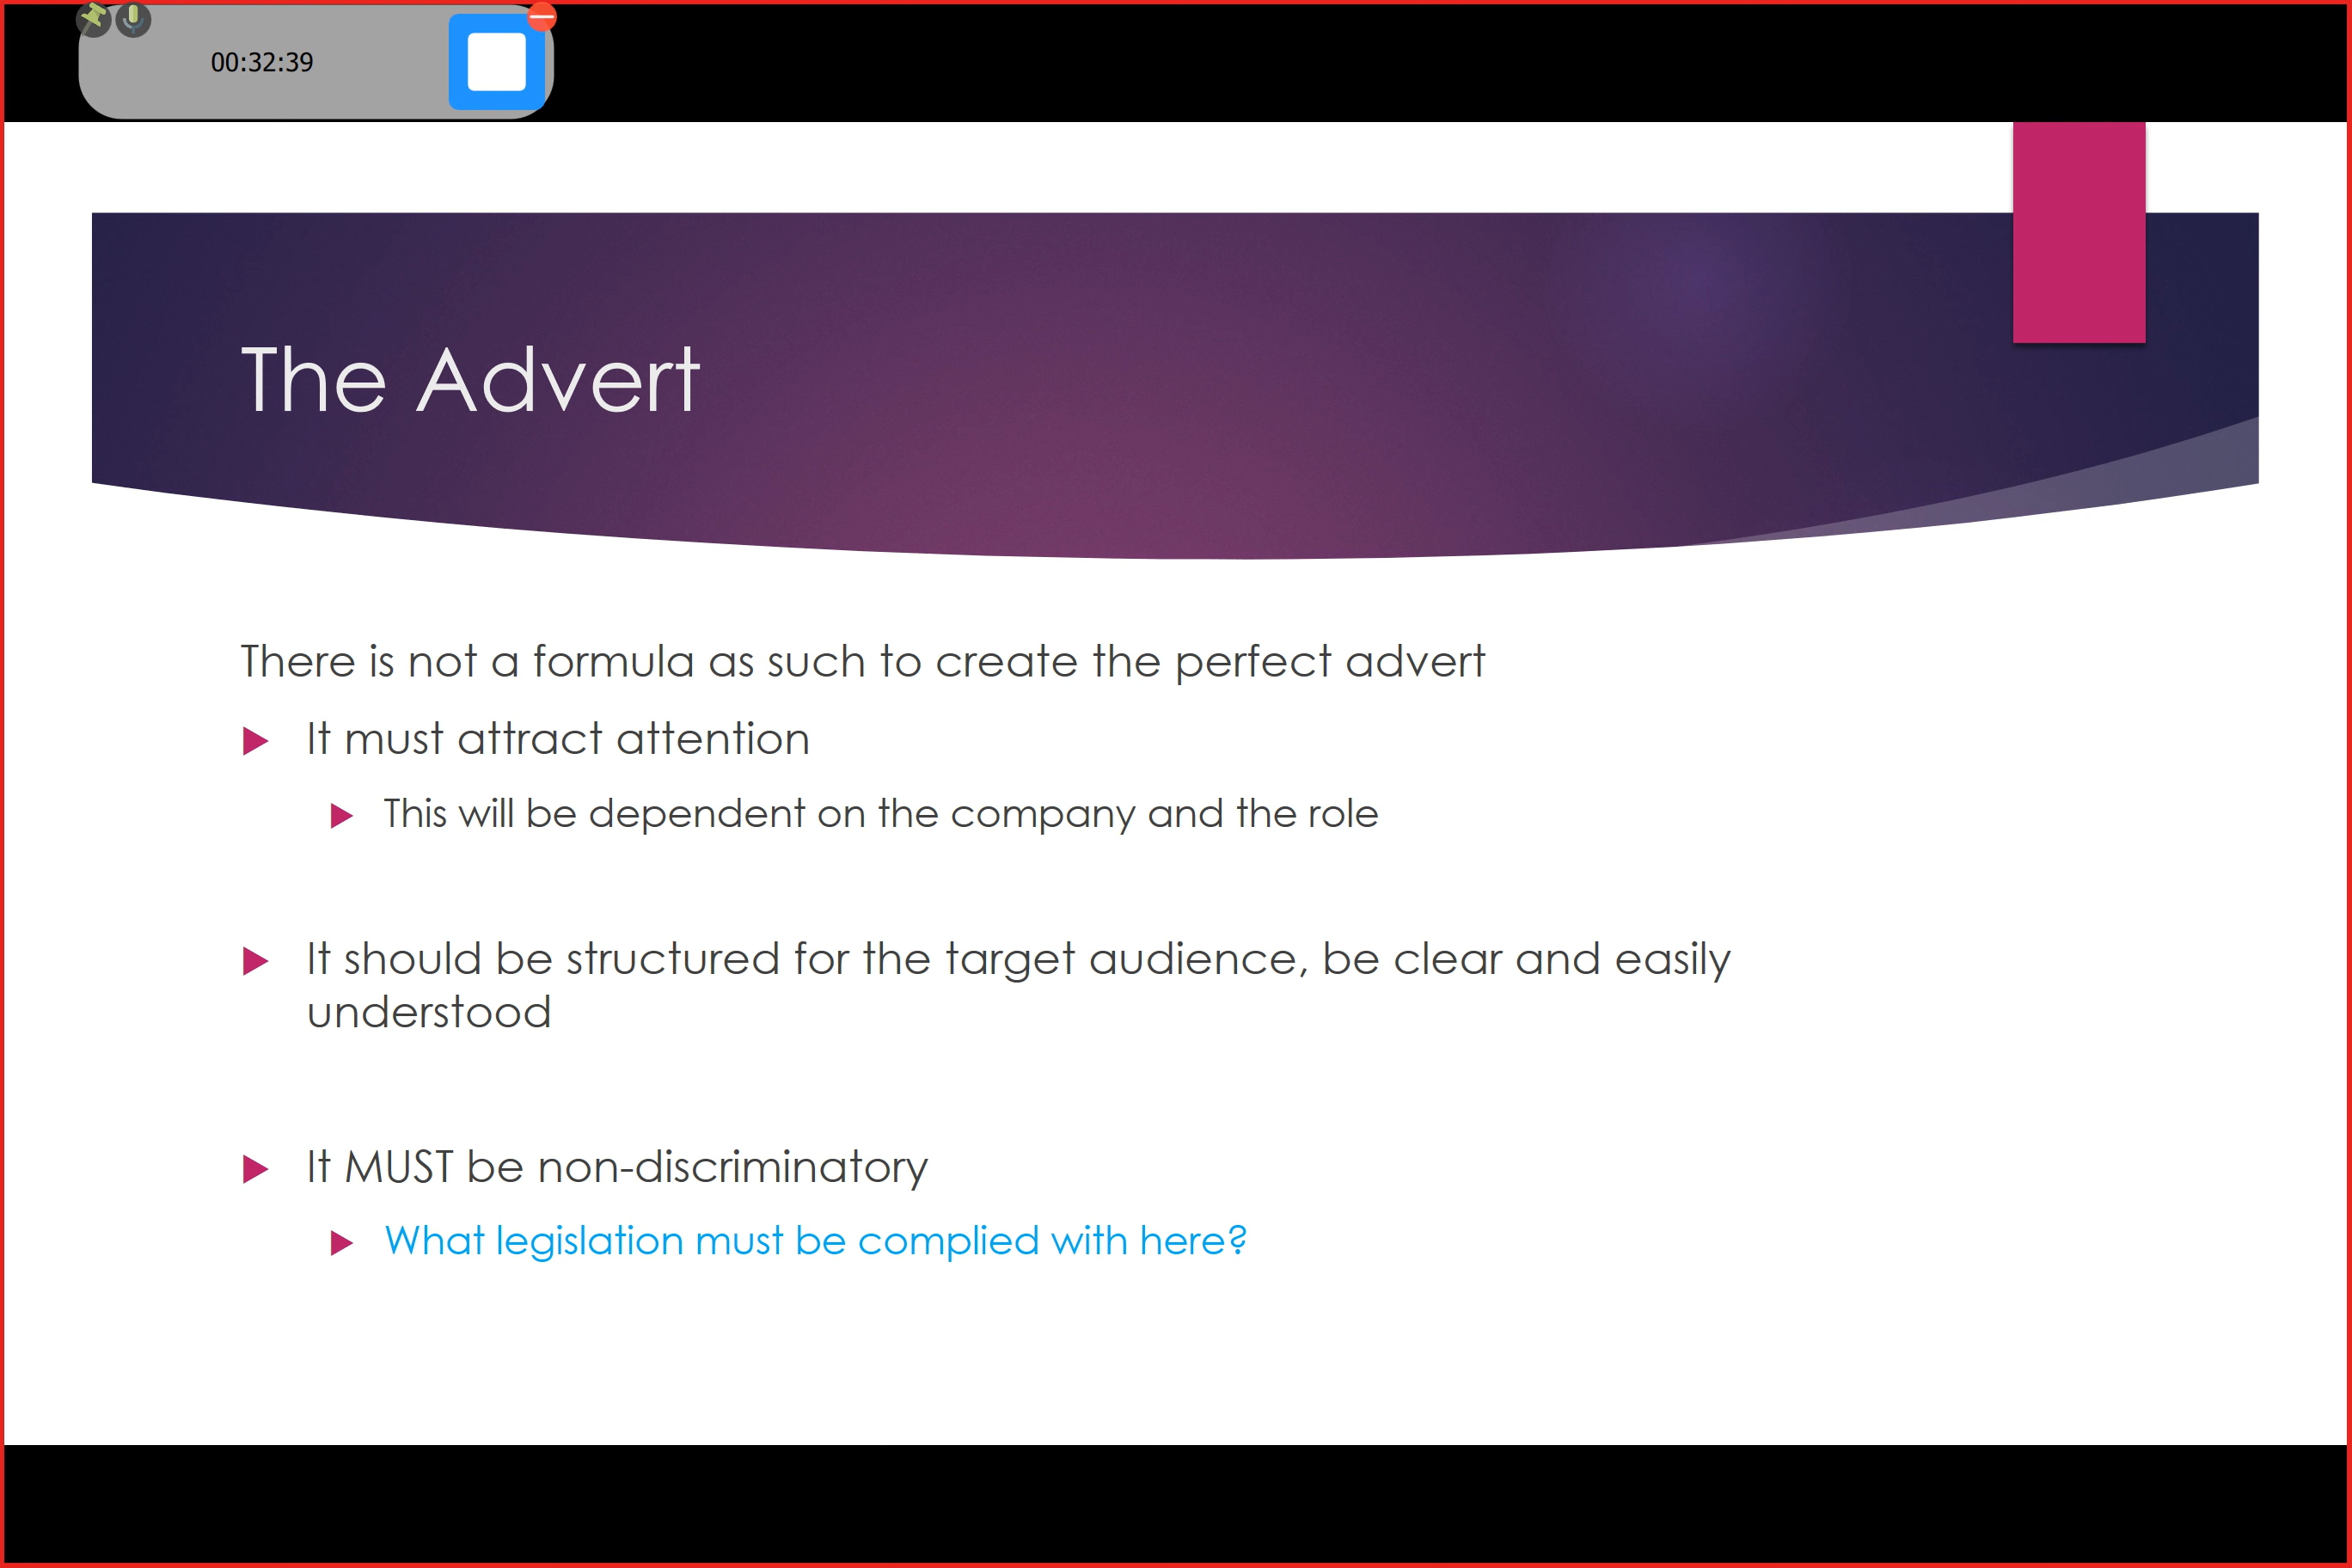 00:32:39
The Advert
There is not a formula as such to create the perfect advert
It must attract attention
This will be dependent on the company and the role
It should be structured for the target audience, be clear and easily
understood
It MUST be non-discriminatory
What legislation must be complied with here?